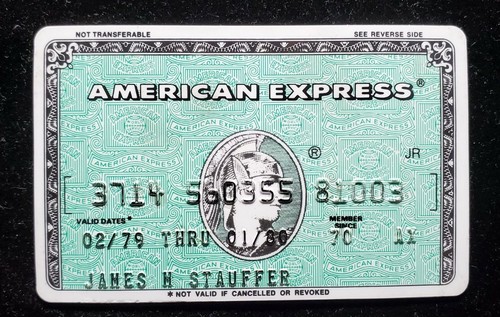 NOT TRANSFERABLE SEE REVERSE SIDE
AMERICAN EXPRESS®
® JR
3714 560355 81003
VALID DATES* MEMBER SINCE
02/79 THRU 01/80 70
JAMES M STAUFFER
*NOT VALID IF CANCELLED OR REVOKED